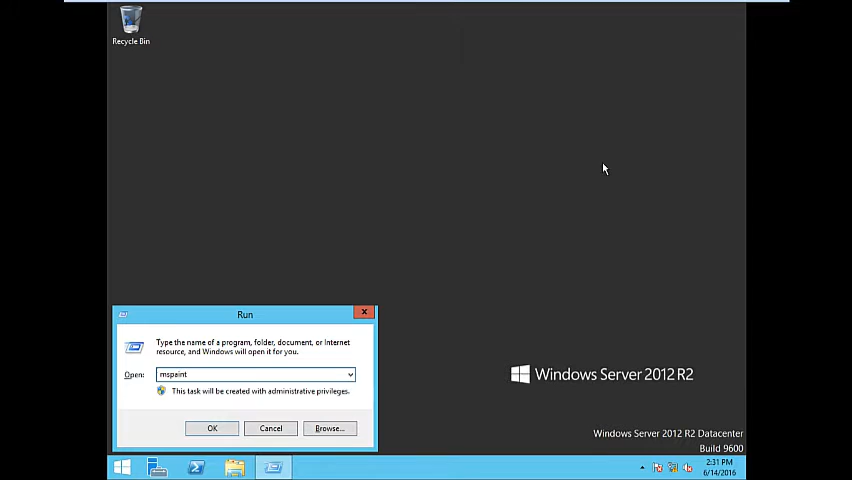 Recycle Bin
Run
x
Type the name of a program, folder, document, or Internet
resource, and Windows will open it for you.
Open: mspaint
This task will be created with administrative privileges.
OK Cancel Browse...
Windows Server 2012 R2
Windows Server 2012 R2 Datacenter
Build 9600
2:31 PM
6/14/2016